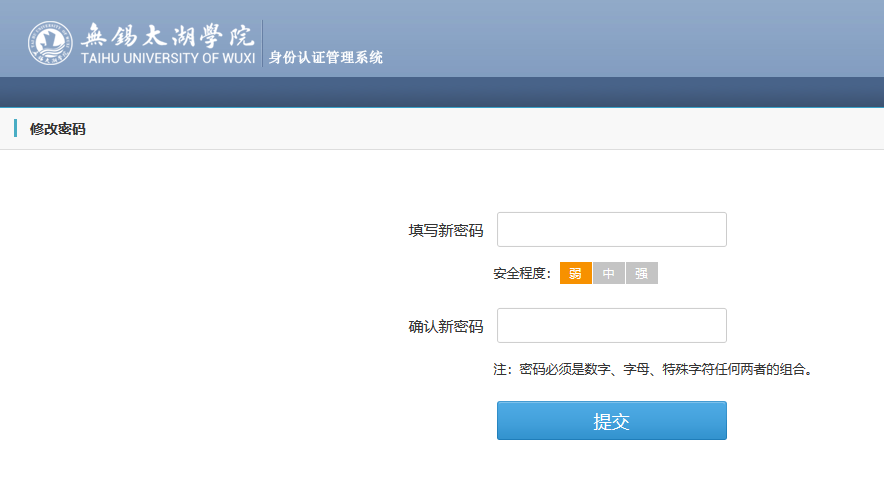 無錫太湖學院
TAIHU UNIVERSITY OF WUXI
身份认证管理系统
修改密码
填写新密码
安全程度： 弱 中 强
确认新密码
注：密码必须是数字、字母、特殊字符任何两者的组合。
提交